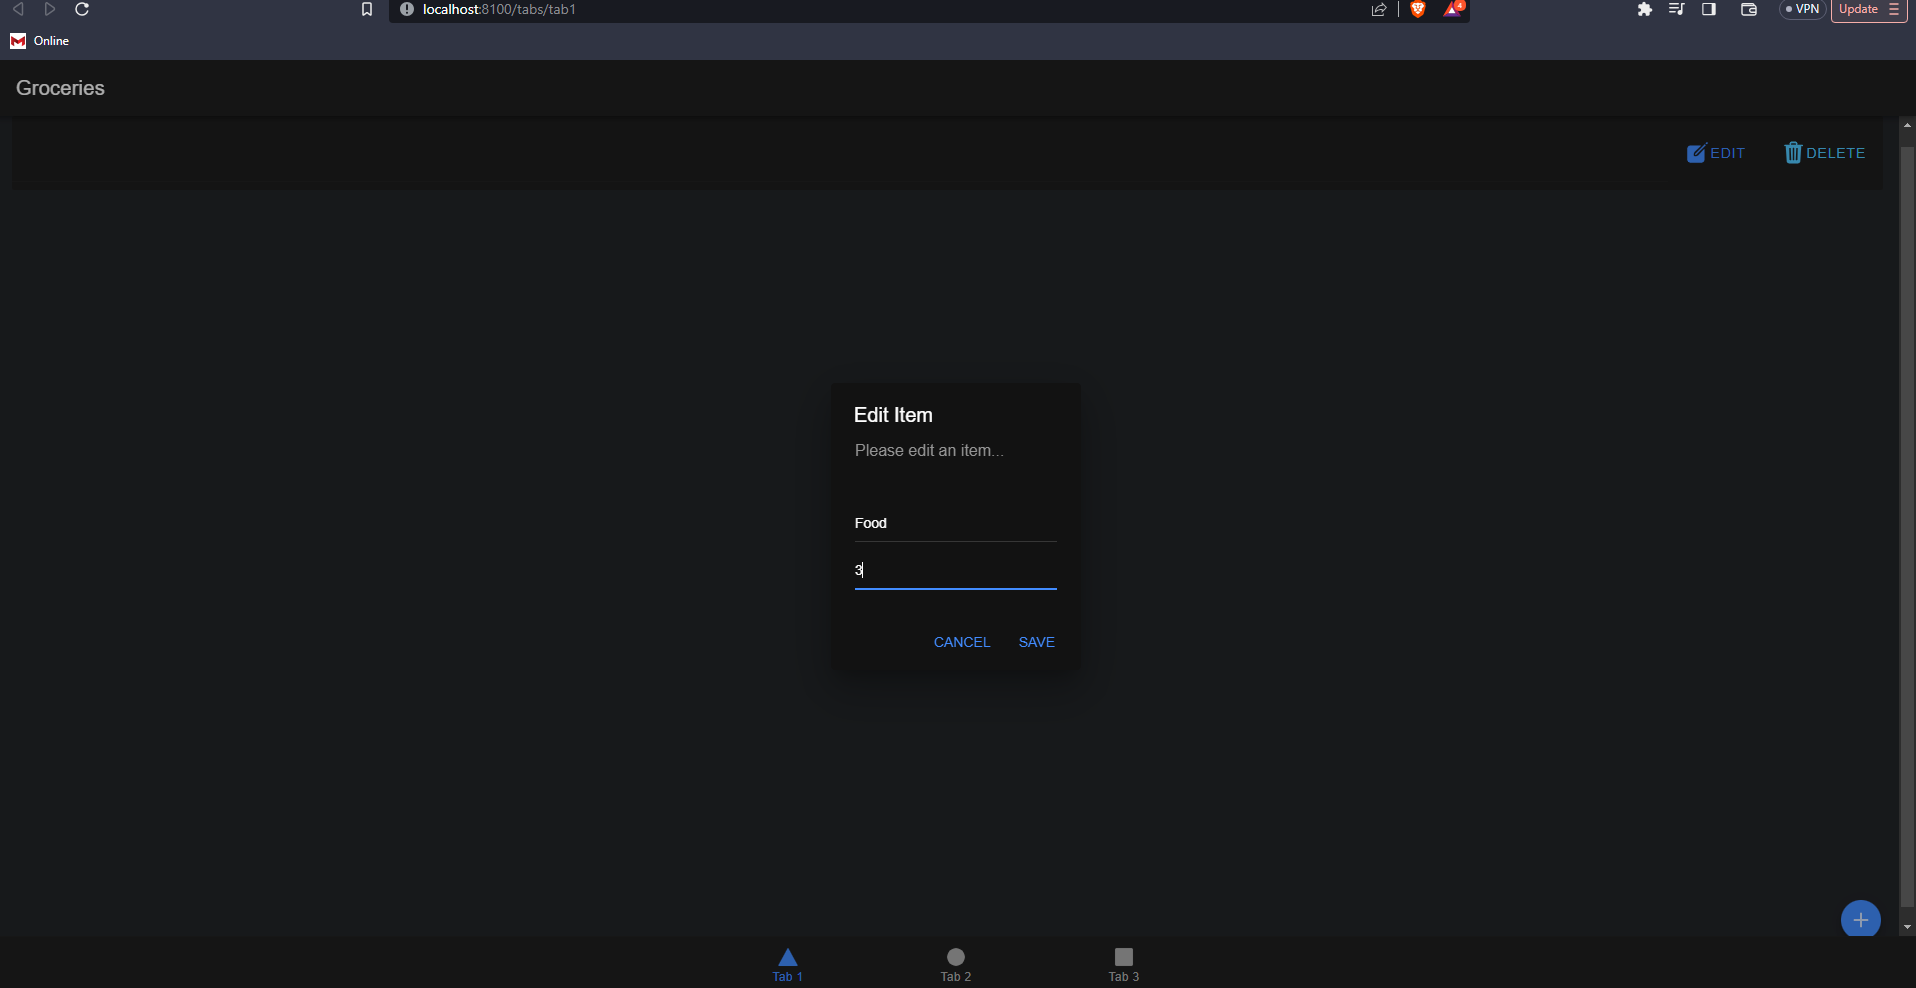 localhost:8100/tabs/tab1
4
VPN
Update
Online
Groceries
EDIT
DELETE
Edit Item
Please edit an item...
Food
3
CANCEL
SAVE
Tab 1
Tab 2
Tab 3